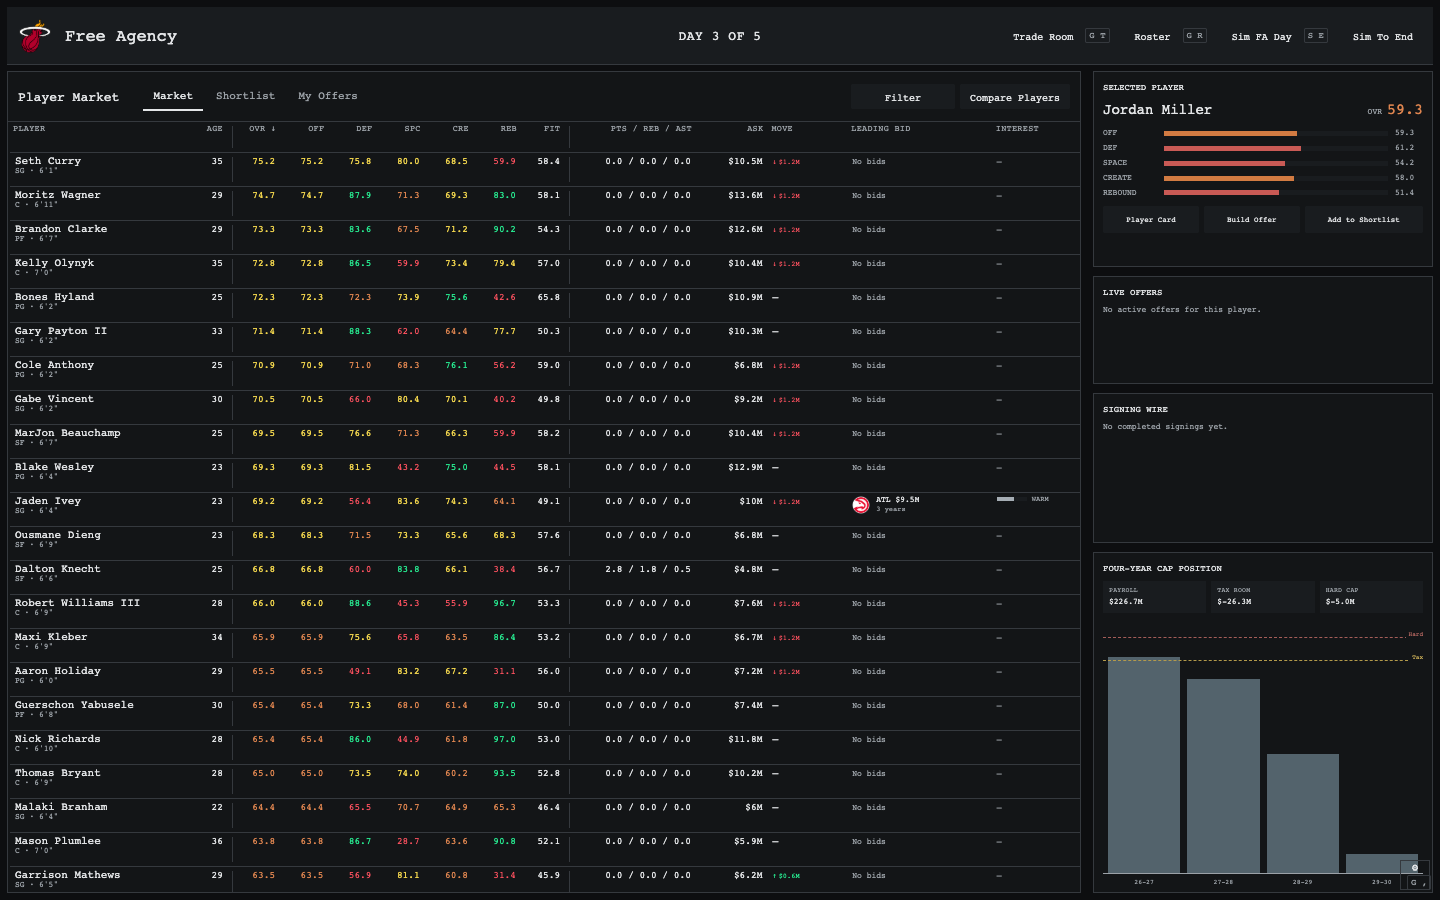 Free Agency
DAY 3 OF 5
Trade Room G T Roster G R Sim FA Day S E Sim To End
Player Market Market Shortlist My Offers Filter Compare Players
PLAYER AGE OVR ↓ OFF DEF SPC CRE REB FIT PTS / REB / AST ASK MOVE LEADING BID INTEREST
Seth Curry 35 75.2 75.2 75.8 80.0 68.5 59.9 58.4 0.0 / 0.0 / 0.0 $10.5M ↓ $1.2M No bids —
SG • 6'1"
Moritz Wagner 29 74.7 74.7 87.9 71.3 69.3 83.0 58.1 0.0 / 0.0 / 0.0 $13.6M ↓ $1.2M No bids —
C • 6'11"
Brandon Clarke 29 73.3 73.3 83.6 67.5 71.2 90.2 54.3 0.0 / 0.0 / 0.0 $12.6M ↓ $1.2M No bids —
PF • 6'7"
Kelly Olynyk 35 72.8 72.8 86.5 59.9 73.4 79.4 57.0 0.0 / 0.0 / 0.0 $10.4M ↓ $1.2M No bids —
C • 7'0"
Bones Hyland 25 72.3 72.3 72.3 73.9 75.6 42.6 65.8 0.0 / 0.0 / 0.0 $10.9M — No bids —
PG • 6'2"
Gary Payton II 33 71.4 71.4 88.3 62.0 64.4 77.7 50.3 0.0 / 0.0 / 0.0 $10.3M — No bids —
SG • 6'2"
Cole Anthony 25 70.9 70.9 71.0 68.3 76.1 56.2 59.0 0.0 / 0.0 / 0.0 $6.8M ↓ $1.2M No bids —
PG • 6'2"
Gabe Vincent 30 70.5 70.5 66.0 80.4 70.1 40.2 49.8 0.0 / 0.0 / 0.0 $9.2M ↓ $1.2M No bids —
SG • 6'2"
MarJon Beauchamp 25 69.5 69.5 76.6 71.3 66.3 59.9 58.2 0.0 / 0.0 / 0.0 $10.4M ↓ $1.2M No bids —
SF • 6'7"
Blake Wesley 23 69.3 69.3 81.5 43.2 75.0 44.5 58.1 0.0 / 0.0 / 0.0 $12.9M — No bids —
PG • 6'4"
Jaden Ivey 23 69.2 69.2 56.4 83.6 74.3 64.1 49.1 0.0 / 0.0 / 0.0 $10M ↓ $1.2M ATL $9.5M WARM
SG • 6'4" 3 years
Ousmane Dieng 23 68.3 68.3 71.5 73.3 65.6 68.3 57.6 0.0 / 0.0 / 0.0 $6.8M — No bids —
SF • 6'9"
Dalton Knecht 25 66.8 66.8 60.0 83.8 66.1 38.4 56.7 2.8 / 1.8 / 0.5 $4.8M — No bids —
SF • 6'6"
Robert Williams III 28 66.0 66.0 88.6 45.3 55.9 96.7 53.3 0.0 / 0.0 / 0.0 $7.6M ↓ $1.2M No bids —
C • 6'9"
Maxi Kleber 34 65.9 65.9 75.6 65.8 63.5 86.4 53.2 0.0 / 0.0 / 0.0 $6.7M ↓ $1.2M No bids —
C • 6'9"
Aaron Holiday 29 65.5 65.5 49.1 83.2 67.2 31.1 56.0 0.0 / 0.0 / 0.0 $7.2M ↓ $1.2M No bids —
PG • 6'0"
Guerschon Yabusele 30 65.4 65.4 73.3 68.0 61.4 87.0 50.0 0.0 / 0.0 / 0.0 $7.4M — No bids —
PF • 6'8"
Nick Richards 28 65.4 65.4 86.0 44.9 61.8 97.0 53.0 0.0 / 0.0 / 0.0 $11.8M — No bids —
C • 6'10"
Thomas Bryant 28 65.0 65.0 73.5 74.0 60.2 93.5 52.8 0.0 / 0.0 / 0.0 $10.2M — No bids —
C • 6'9"
Malaki Branham 22 64.4 64.4 65.5 70.7 64.9 65.3 46.4 0.0 / 0.0 / 0.0 $6M — No bids —
SG • 6'4"
Mason Plumlee 36 63.8 63.8 86.7 28.7 63.6 90.8 52.1 0.0 / 0.0 / 0.0 $5.9M — No bids —
C • 7'0"
Garrison Mathews 29 63.5 63.5 56.9 81.1 60.8 31.4 45.9 0.0 / 0.0 / 0.0 $6.2M ↑ $0.6M No bids —
SG • 6'5"
SELECTED PLAYER
Jordan Miller OVR 59.3
OFF 59.3
DEF 61.2
SPACE 54.2
CREATE 58.0
REBOUND 51.4
Player Card Build Offer Add to Shortlist
LIVE OFFERS
No active offers for this player.
SIGNING WIRE
No completed signings yet.
FOUR-YEAR CAP POSITION
PAYROLL TAX ROOM HARD CAP
$226.7M $-26.3M $-5.0M
Hard
Tax
26-27 27-28 28-29 29-30
G ,